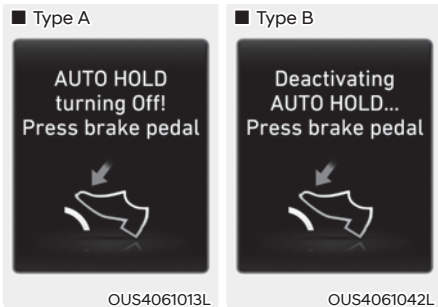 ■ Type A
AUTO HOLD
turning Off!
Press brake pedal
OUS4061013L
■ Type B
Deactivating
AUTO HOLD...
Press brake pedal
OUS4061042L